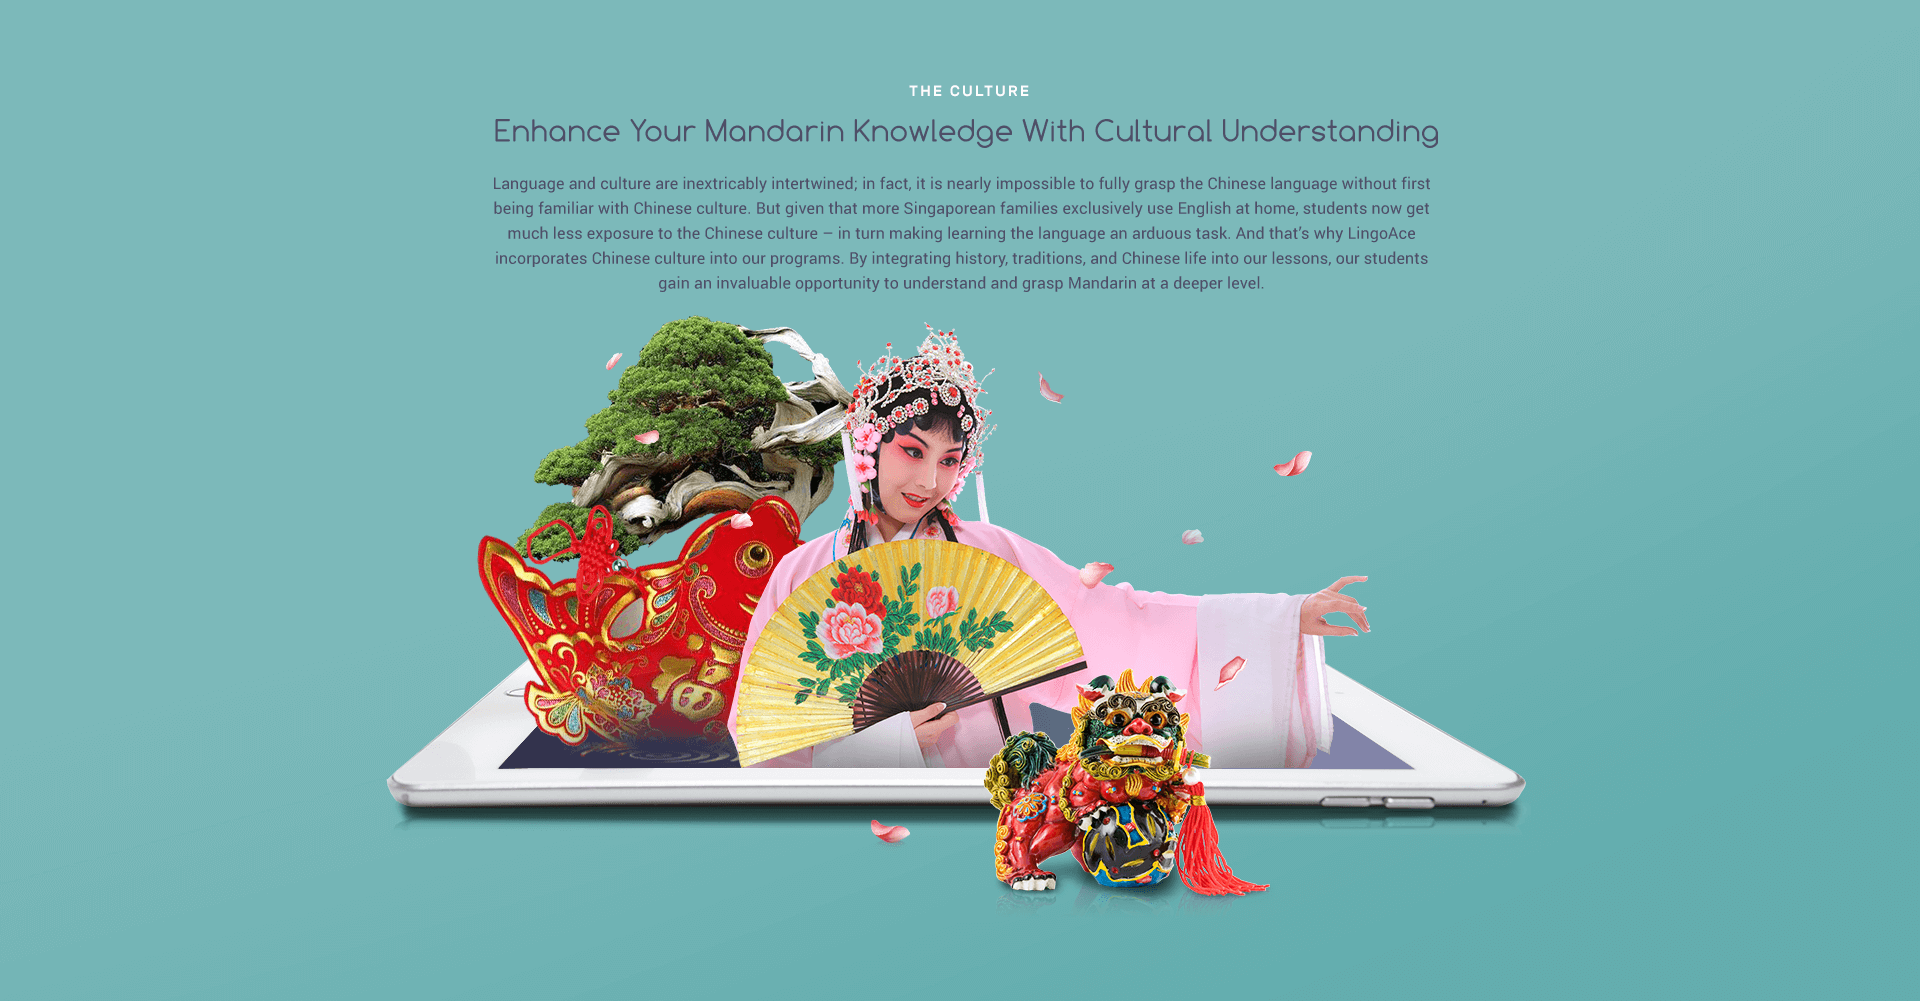 THE CULTURE
Enhance Your Mandarin Knowledge With Cultural Understanding
Language and culture are inextricably intertwined; in fact, it is nearly impossible to fully grasp the Chinese language without first
being familiar with Chinese culture. But given that more Singaporean families exclusively use English at home, students now get
much less exposure to the Chinese culture – in turn making learning the language an arduous task. And that’s why LingoAce
incorporates Chinese culture into our programs. By integrating history, traditions, and Chinese life into our lessons, our students
gain an invaluable opportunity to understand and grasp Mandarin at a deeper level.